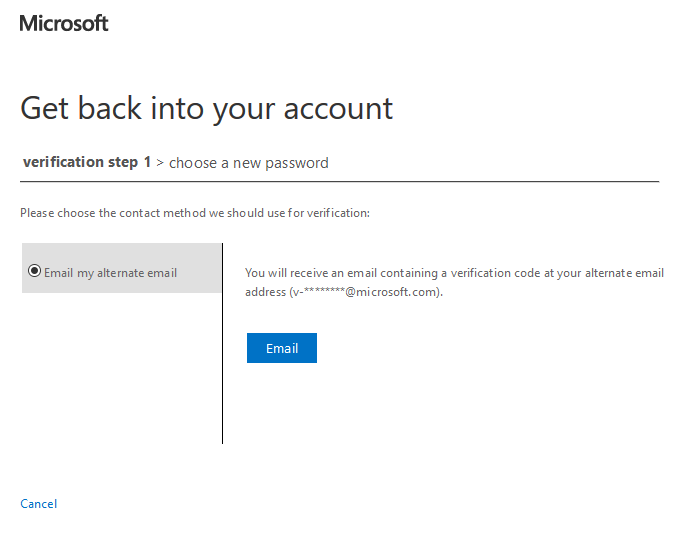 Microsoft
Get back into your account
verification step 1 > choose a new password
Please choose the contact method we should use for verification:
Email my alternate email
You will receive an email containing a verification code at your alternate email
address (v-********@microsoft.com).
Email
Cancel